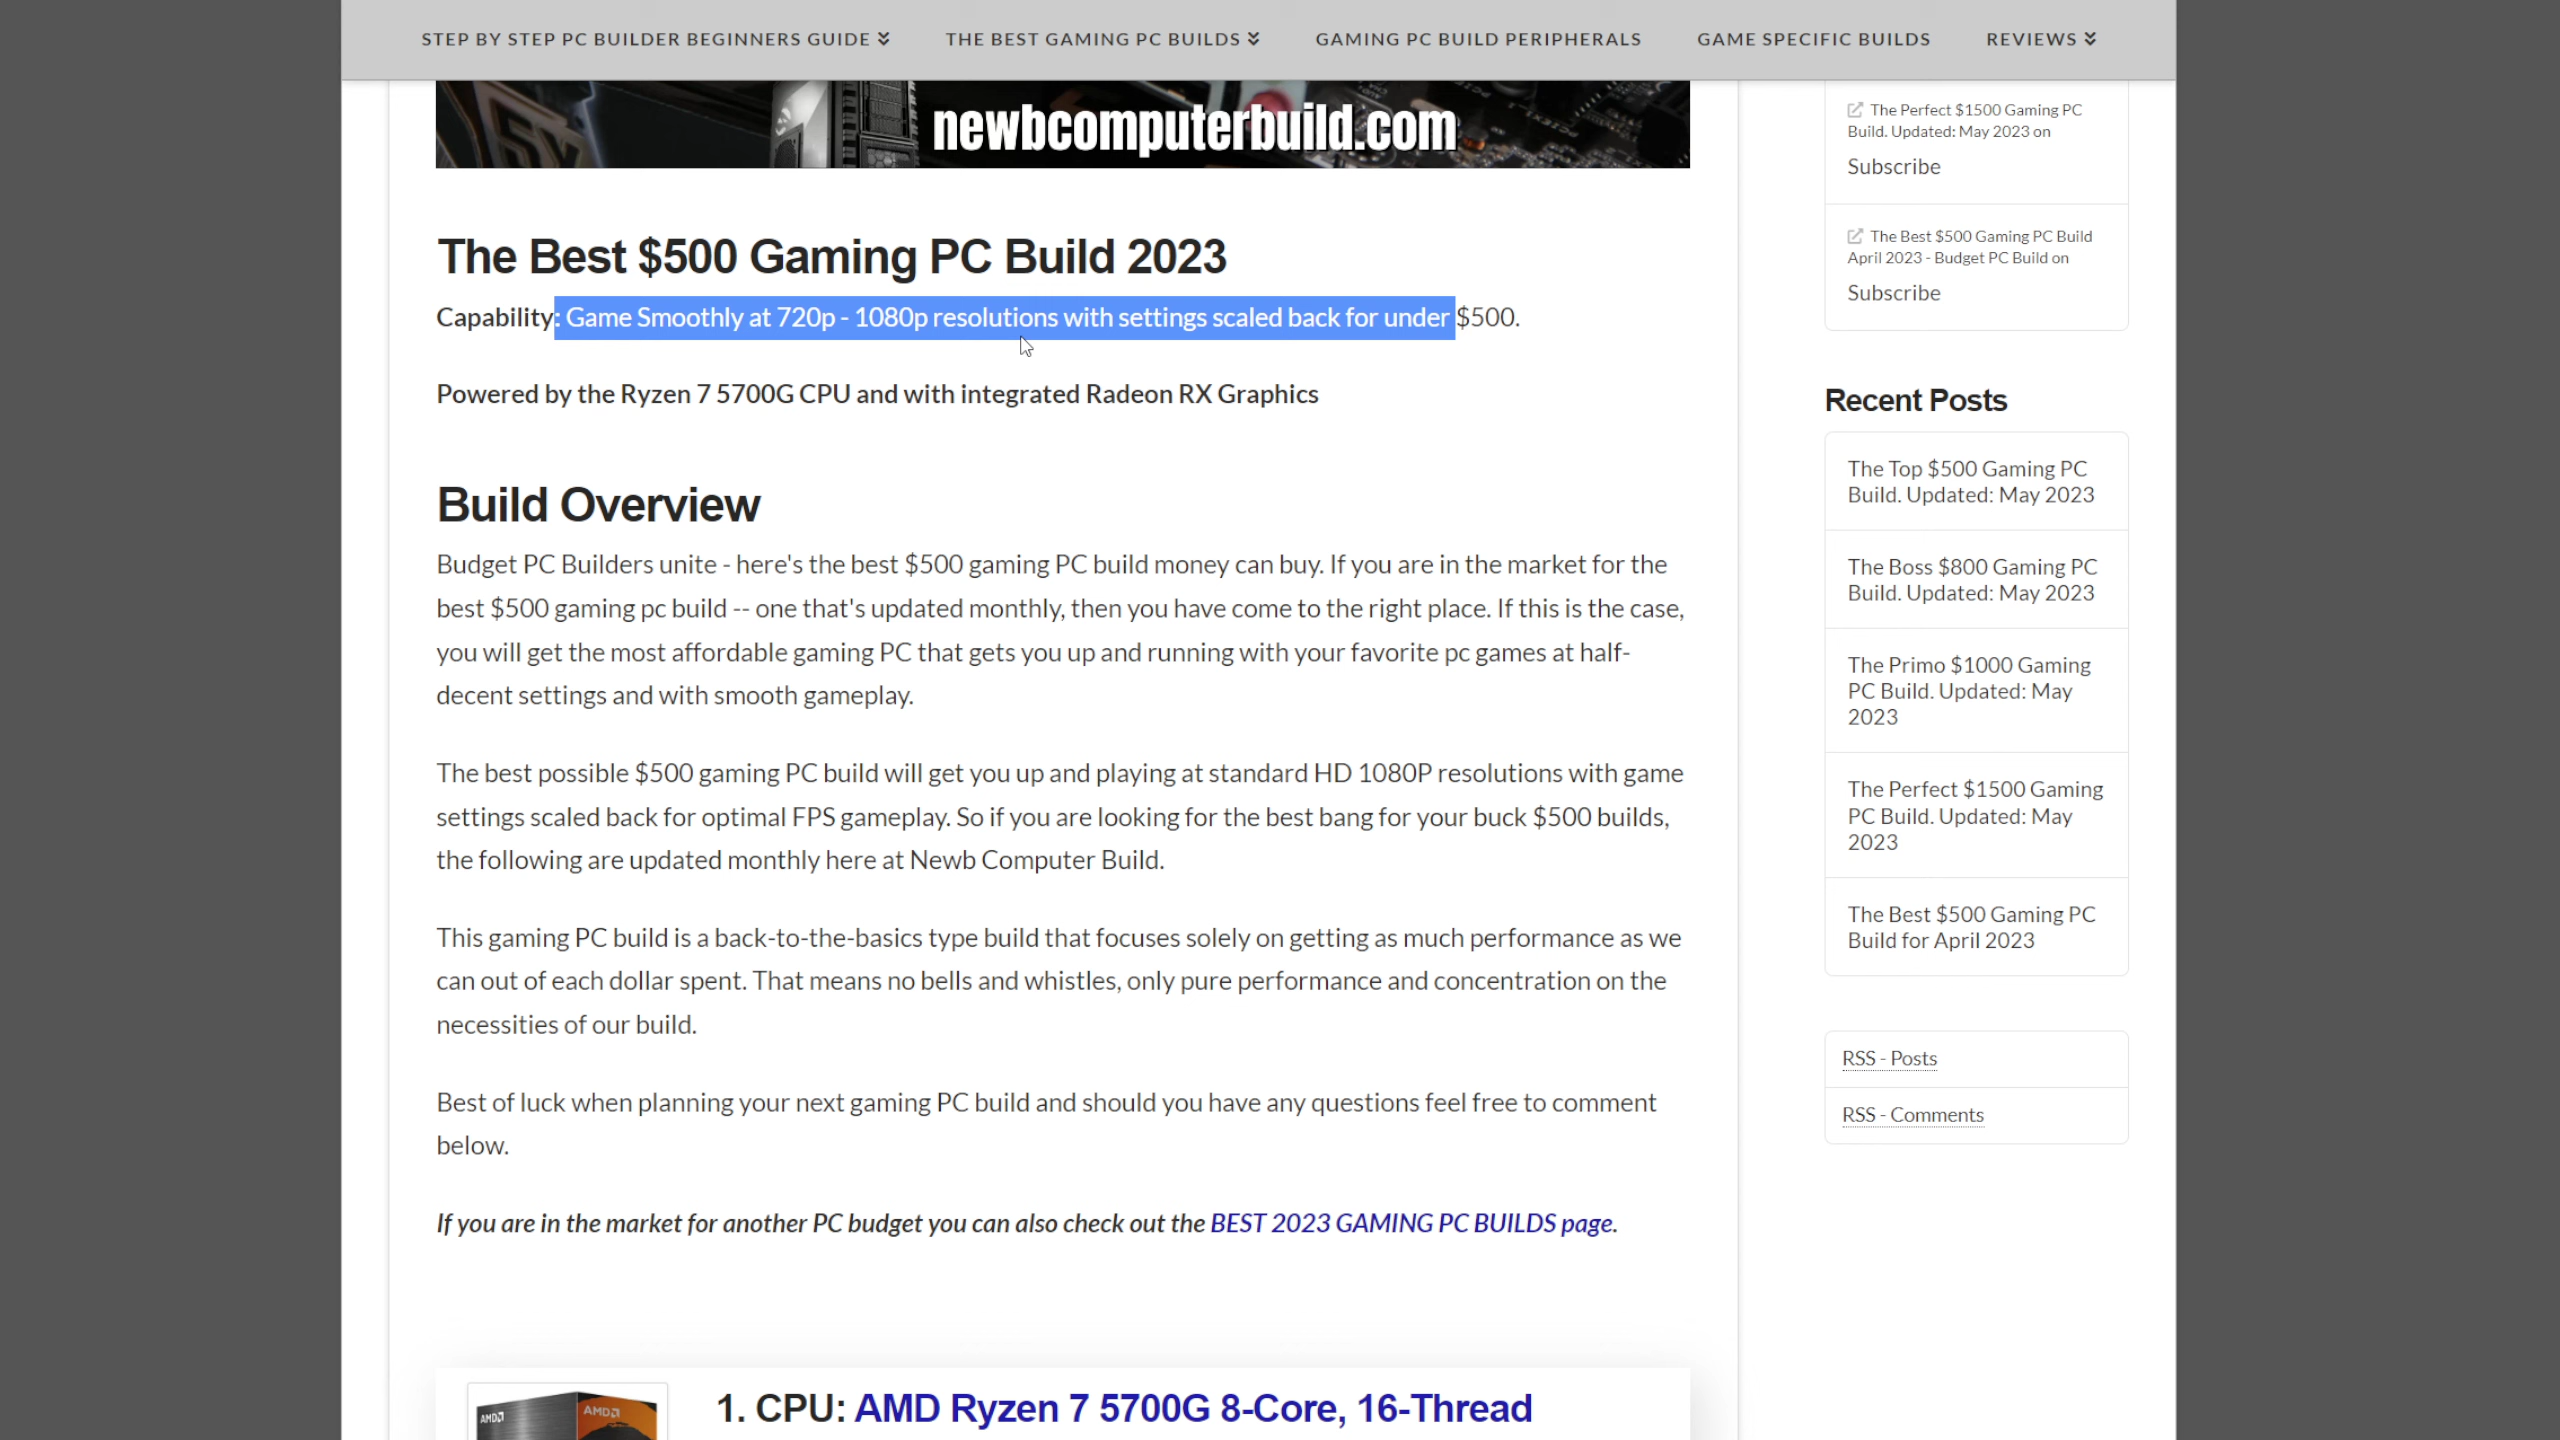 STEP BY STEP PC BUILDER BEGINNERS GUIDE THE BEST GAMING PC BUILDS GAMING PC BUILD PERIPHERALS GAME SPECIFIC BUILDS REVIEWS
newbcomputerbuild.com
The Best $500 Gaming PC Build 2023
Capability: Game Smoothly at 720p - 1080p resolutions with settings scaled back for under $500.
Powered by the Ryzen 7 5700G CPU and with integrated Radeon RX Graphics
Build Overview
Budget PC Builders unite - here's the best $500 gaming PC build money can buy. If you are in the market for the
best $500 gaming pc build -- one that's updated monthly, then you have come to the right place. If this is the case,
you will get the most affordable gaming PC that gets you up and running with your favorite pc games at half-
decent settings and with smooth gameplay.
The best possible $500 gaming PC build will get you up and playing at standard HD 1080P resolutions with game
settings scaled back for optimal FPS gameplay. So if you are looking for the best bang for your buck $500 builds,
the following are updated monthly here at Newb Computer Build.
This gaming PC build is a back-to-the-basics type build that focuses solely on getting as much performance as we
can out of each dollar spent. That means no bells and whistles, only pure performance and concentration on the
necessities of our build.
Best of luck when planning your next gaming PC build and should you have any questions feel free to comment
below.
If you are in the market for another PC budget you can also check out the BEST 2023 GAMING PC BUILDS page.
AMD
AMD
1. CPU: AMD Ryzen 7 5700G 8-Core, 16-Thread
The Perfect $1500 Gaming PC
Build. Updated: May 2023 on
Subscribe
The Best $500 Gaming PC Build
April 2023 - Budget PC Build on
Subscribe
Recent Posts
The Top $500 Gaming PC
Build. Updated: May 2023
The Boss $800 Gaming PC
Build. Updated: May 2023
The Primo $1000 Gaming
PC Build. Updated: May
2023
The Perfect $1500 Gaming
PC Build. Updated: May
2023
The Best $500 Gaming PC
Build for April 2023
RSS - Posts
RSS - Comments